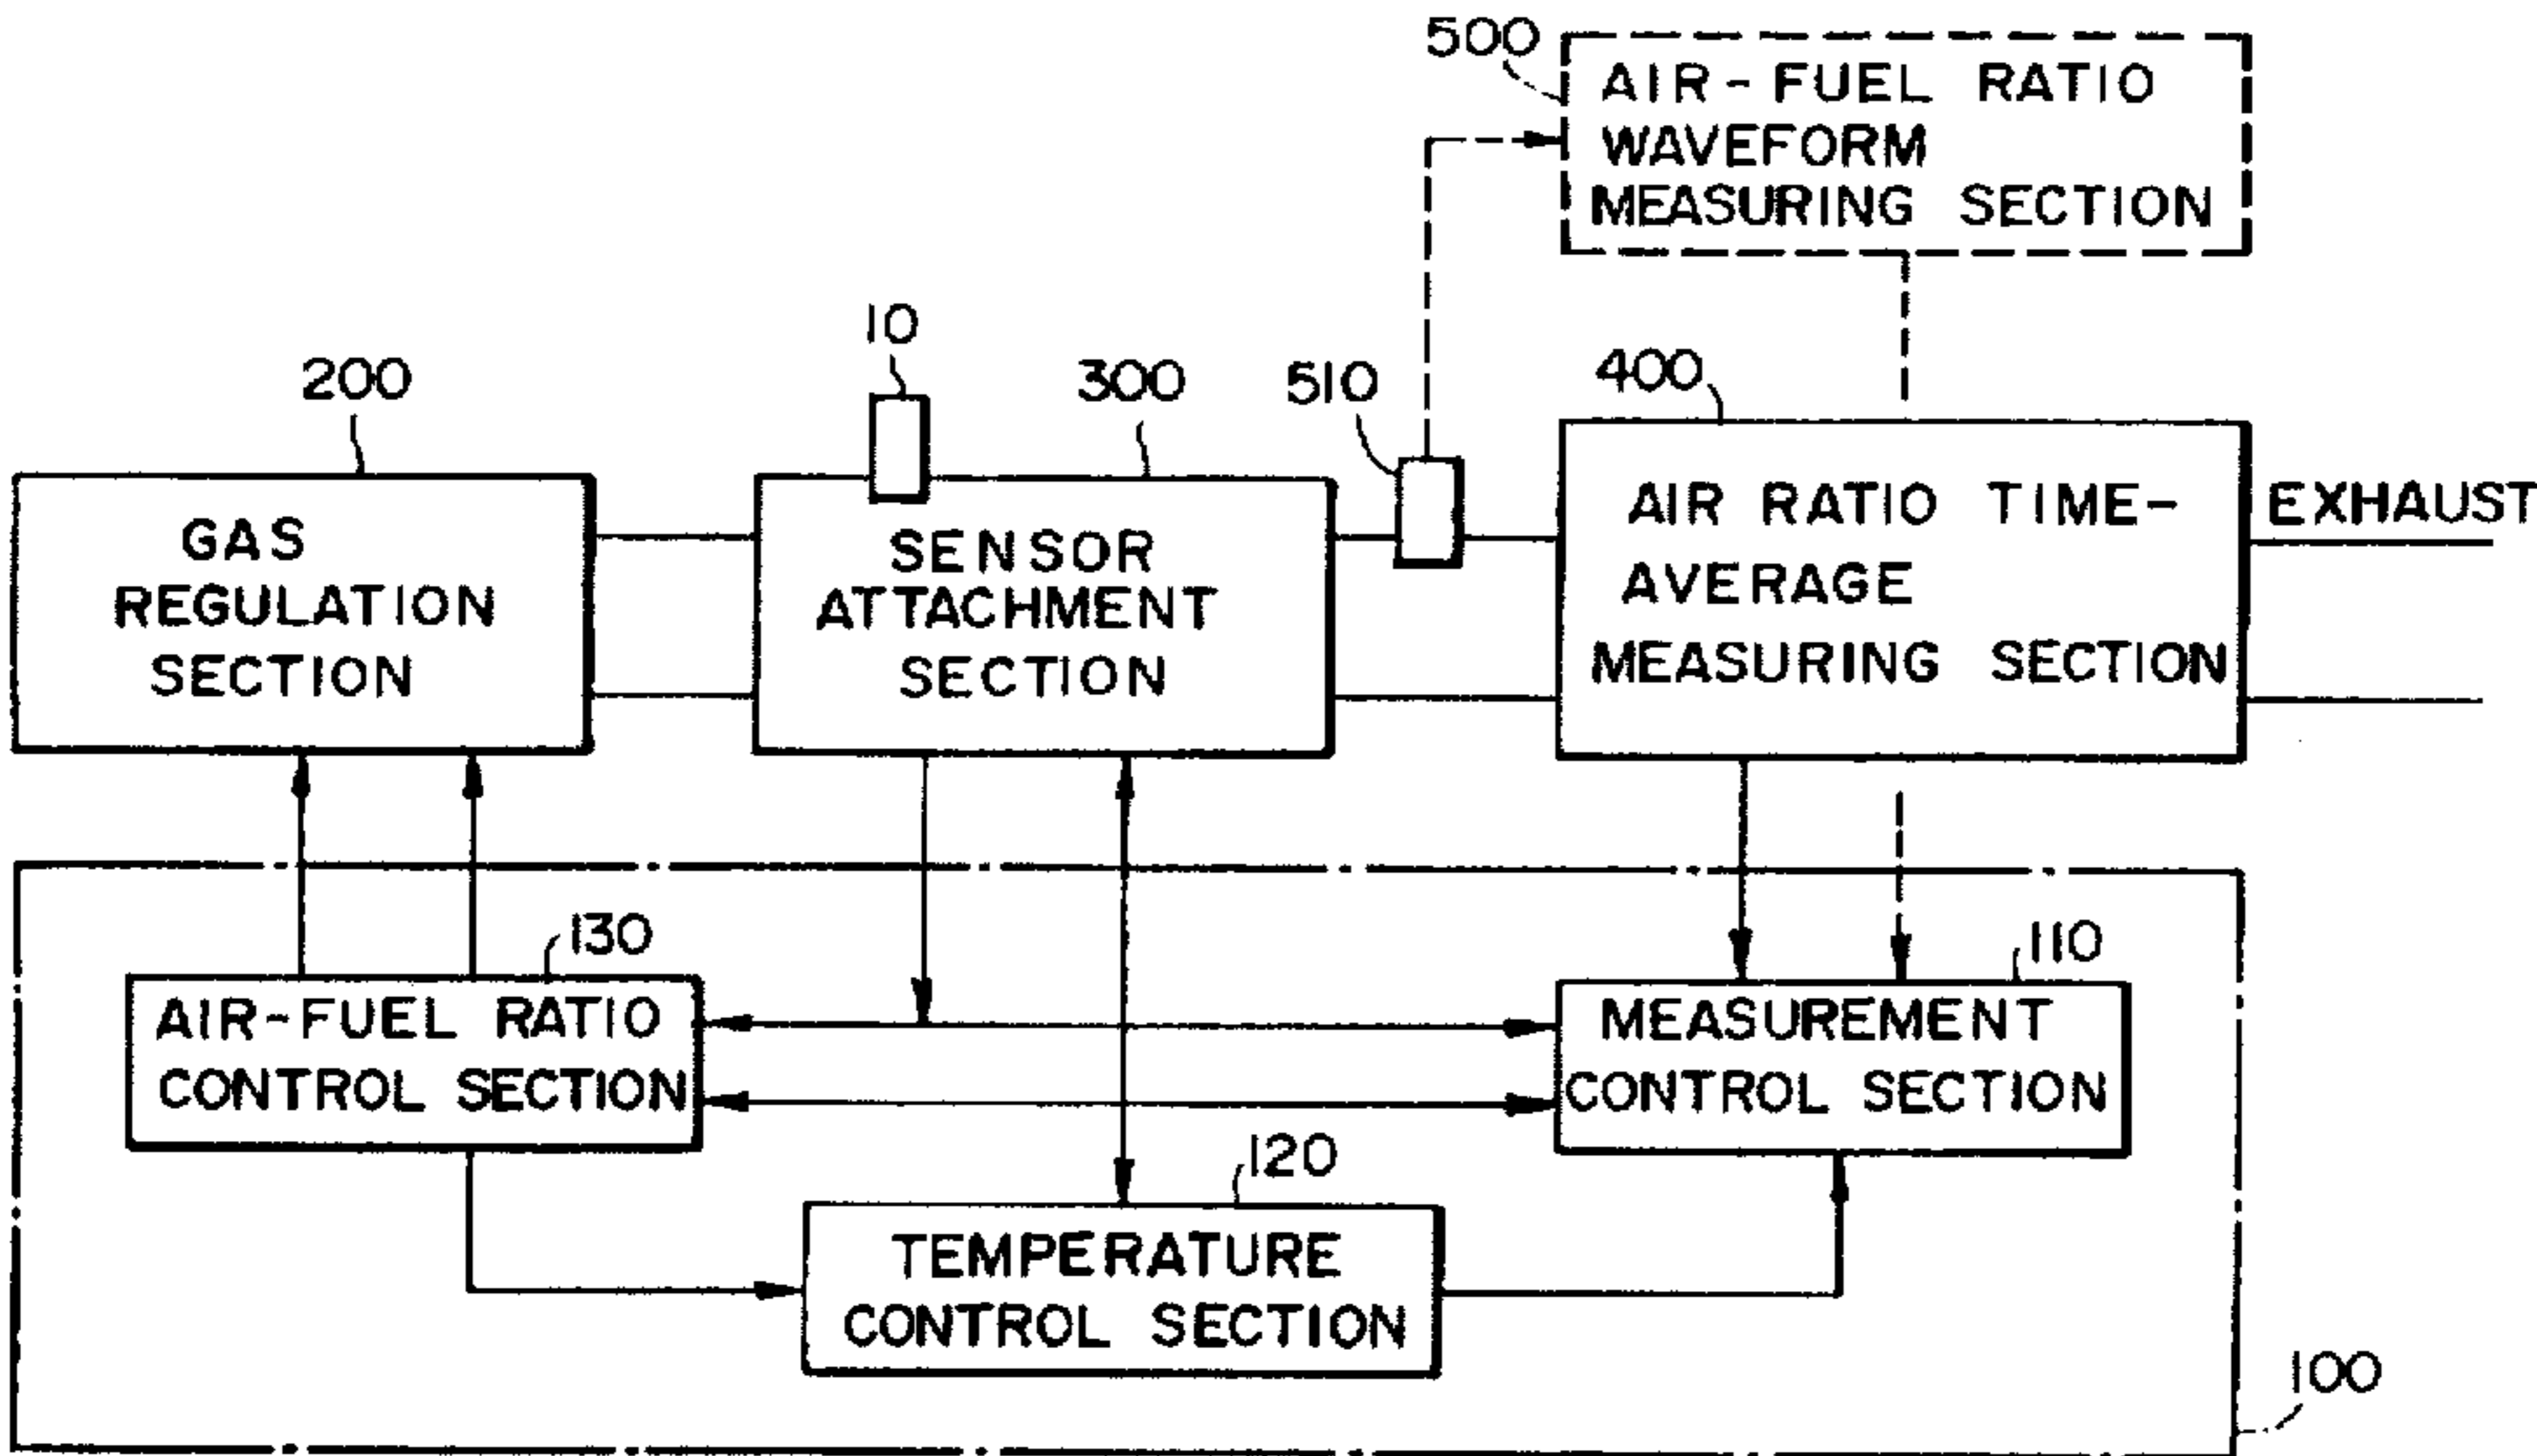 500
AIR-FUEL RATIO
WAVEFORM
MEASURING SECTION
10
200
300
510
400
GAS
REGULATION
SECTION
SENSOR
ATTACHMENT
SECTION
AIR RATIO TIME-
AVERAGE
MEASURING SECTION
EXHAUST
130
AIR-FUEL RATIO
CONTROL SECTION
110
MEASUREMENT
CONTROL SECTION
120
TEMPERATURE
CONTROL SECTION
100